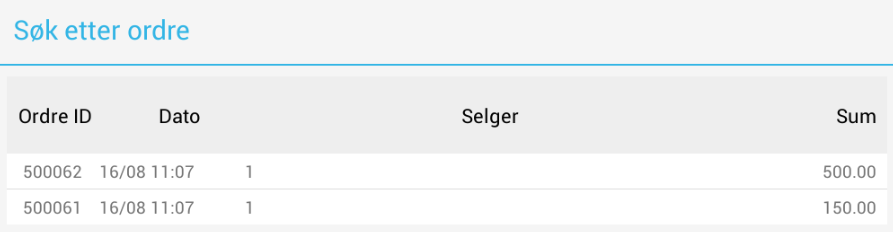 Søk etter ordre
Ordre ID Dato Selger Sum
500062 16/08 11:07 1 500.00
500061 16/08 11:07 1 150.00